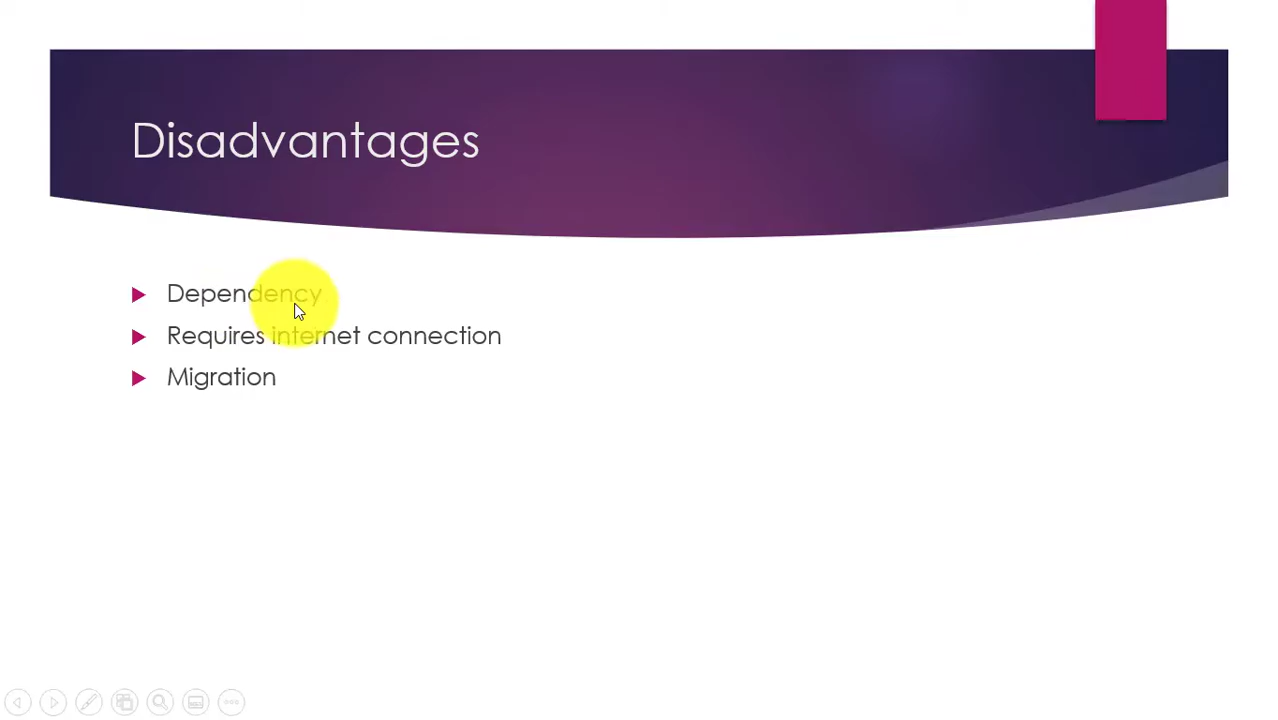 Disadvantages
Dependency
Requires internet connection
Migration